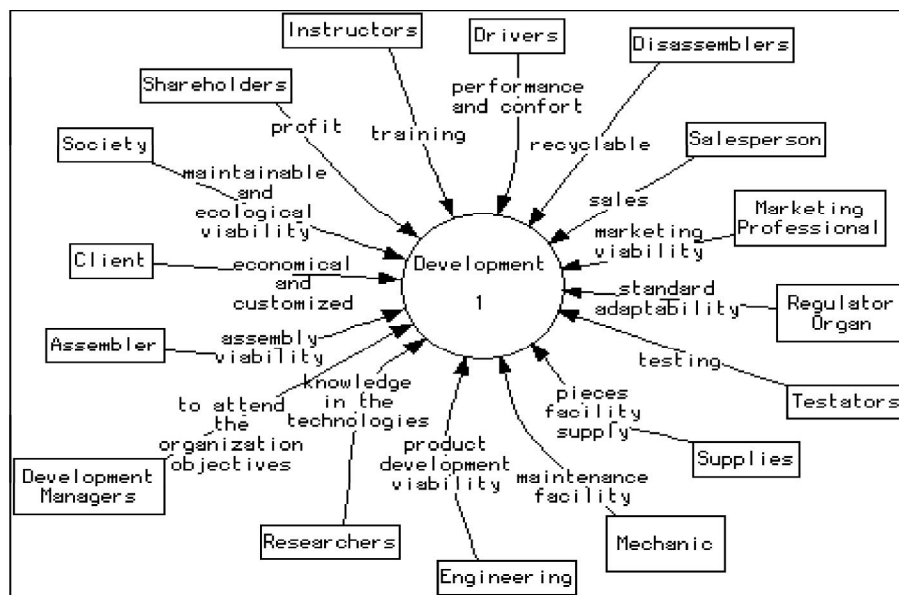 Instructors
Drivers
Disassemblers
Shareholders
performance
and confort
profit
training
recyclable
Society
Salesperson
maintainable
and
ecological
viability
sales
Marketing
Professional
marketing
viability
Client
economical
and
customized
Development
1
standard
adaptability
Regulator
Organ
Assembler
assembly
viability
testing
Testators
to attend
the
organization
objectives
knowledge
in the
technologies
pieces
facility
supply
Supplies
Development
Managers
product
development
viability
maintenance
facility
Researchers
Mechanic
Engineering